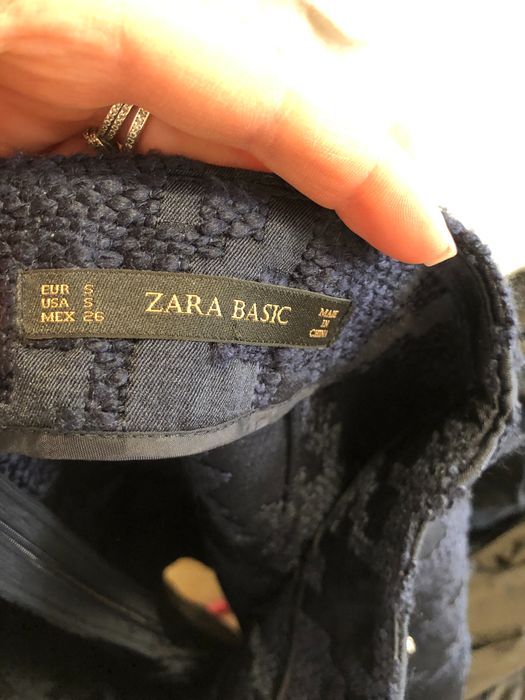 EUR S
USA S
MEX 26
ZARA BASIC
MADE
IN
CHINA